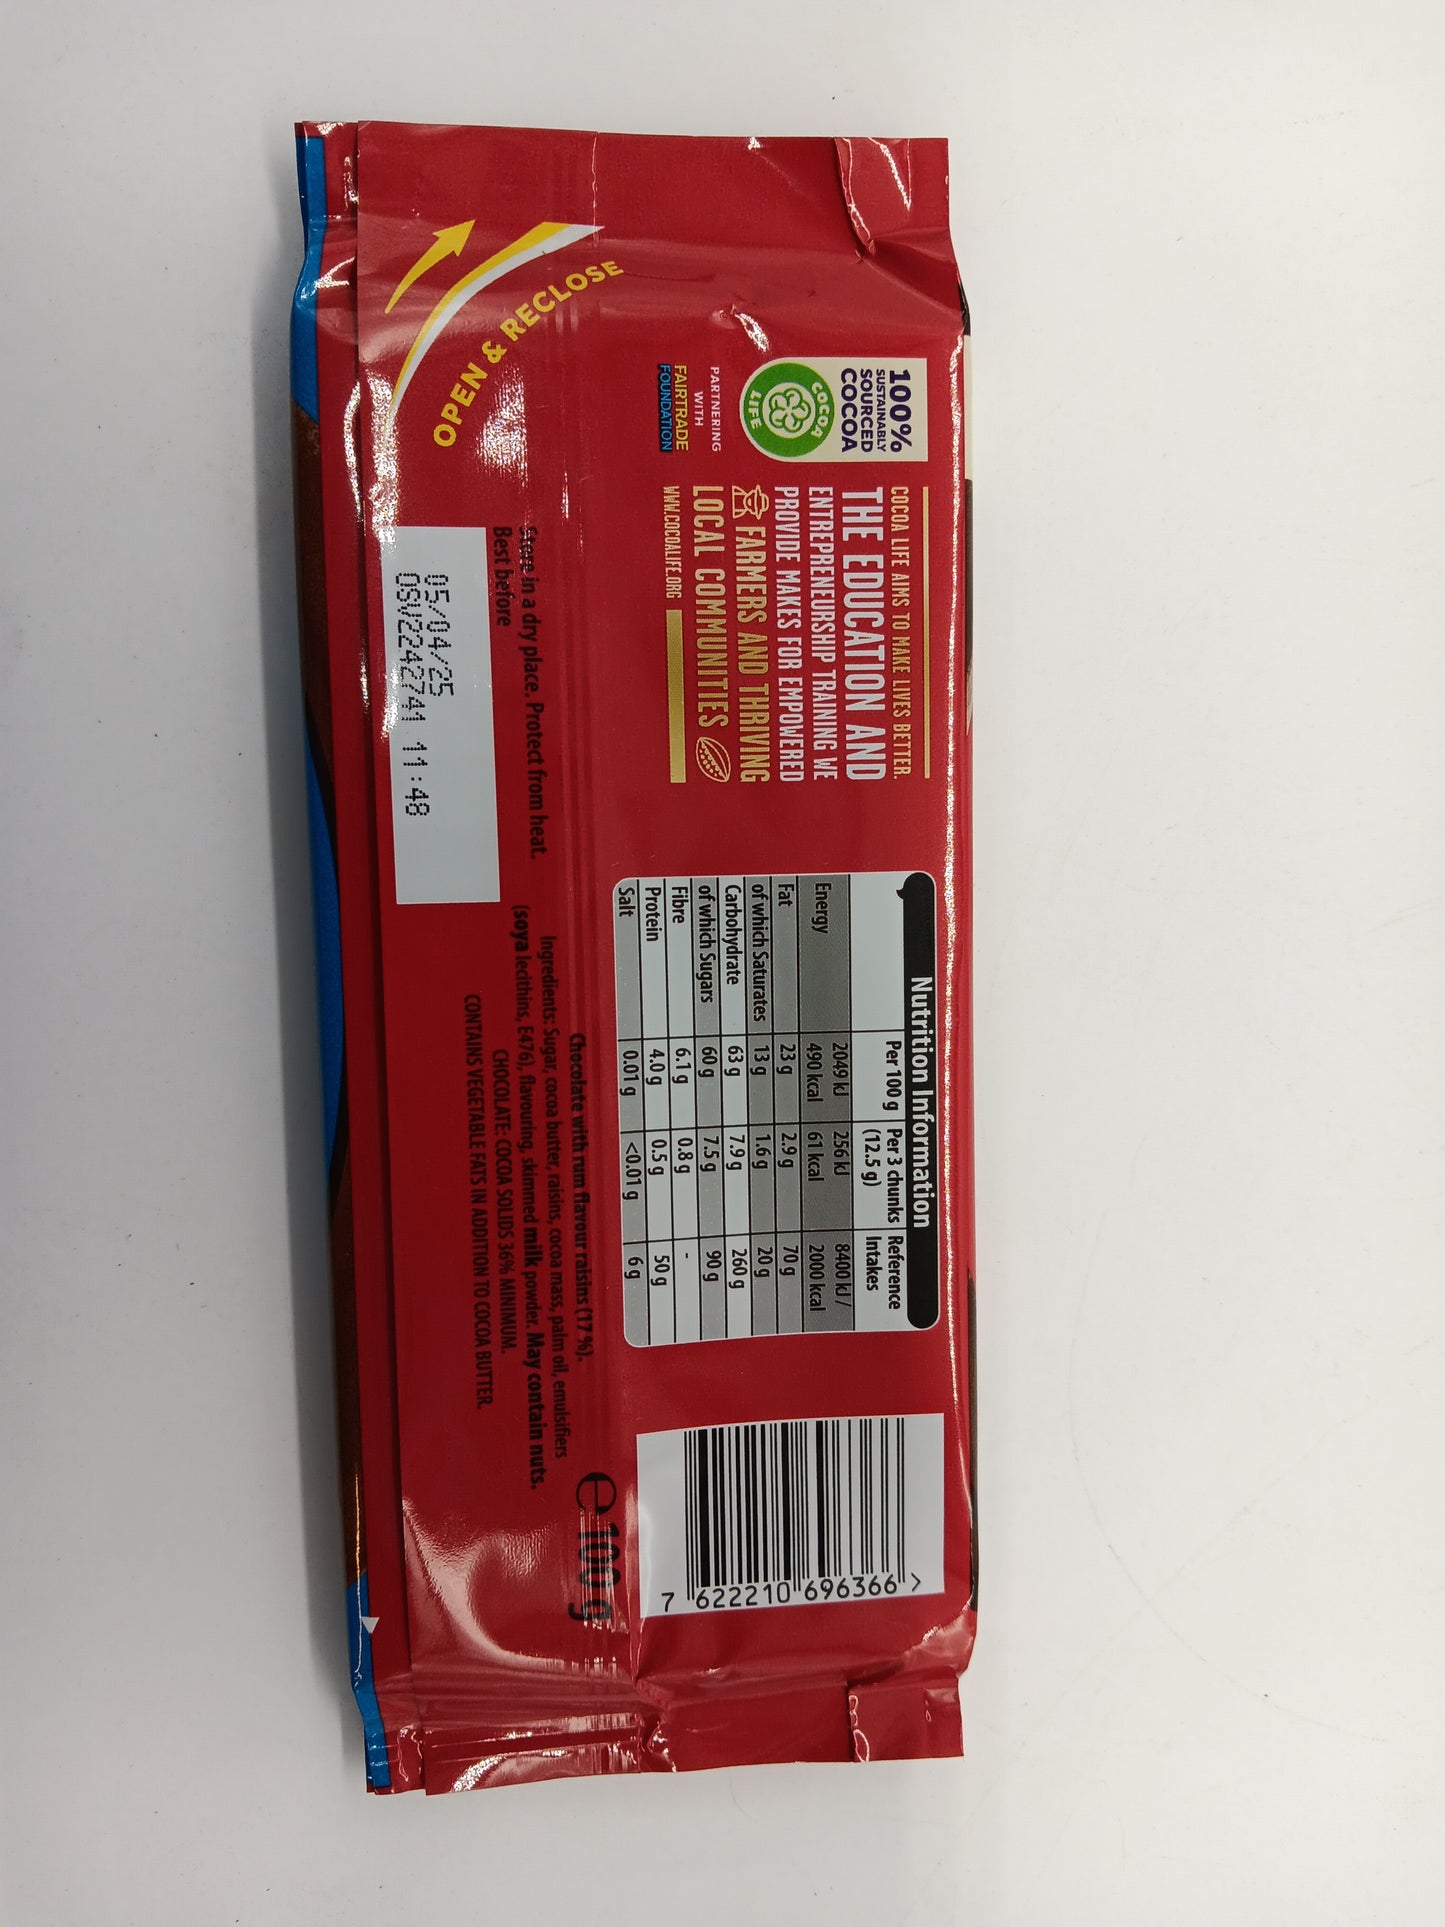 OPEN & RECLOSE
100%
SUSTAINABLY
SOURCED
COCOA
COCOA
LIFE
PARTNERING
WITH
FAIRTRADE
FOUNDATION
COCOA LIFE AIMS TO MAKE LIVES BETTER.
THE EDUCATION AND
ENTREPRENEURSHIP TRAINING WE
PROVIDE MAKES FOR EMPOWERED
FARMERS AND THRIVING
LOCAL COMMUNITIES
WWW.COCOALIFE.ORG
Store in a dry place. Protect from heat.
Best before
05/04/25
OSV2242741 11:48
Nutrition Information
Per 100 g Per 3 chunks (12.5 g) Reference Intakes
Energy 2049 kJ 256 kJ 8400 kJ /
490 kcal 61 kcal 2000 kcal
Fat 23 g 2.9 g 70 g
of which Saturates 13 g 1.6 g 20 g
Carbohydrate 63 g 7.9 g 260 g
of which Sugars 60 g 7.5 g 90 g
Fibre 6.1 g 0.8 g -
Protein 4.0 g 0.5 g 50 g
Salt 0.01 g <0.01 g 6 g
Chocolate with rum flavour raisins (17 %).
Ingredients: Sugar, cocoa butter, raisins, cocoa mass, palm oil, emulsifiers
(soya lecithins, E476), flavouring, skimmed milk powder. May contain nuts.
CHOCOLATE: COCOA SOLIDS 36% MINIMUM.
CONTAINS VEGETABLE FATS IN ADDITION TO COCOA BUTTER.
e 100 g
7 622210 696366 >